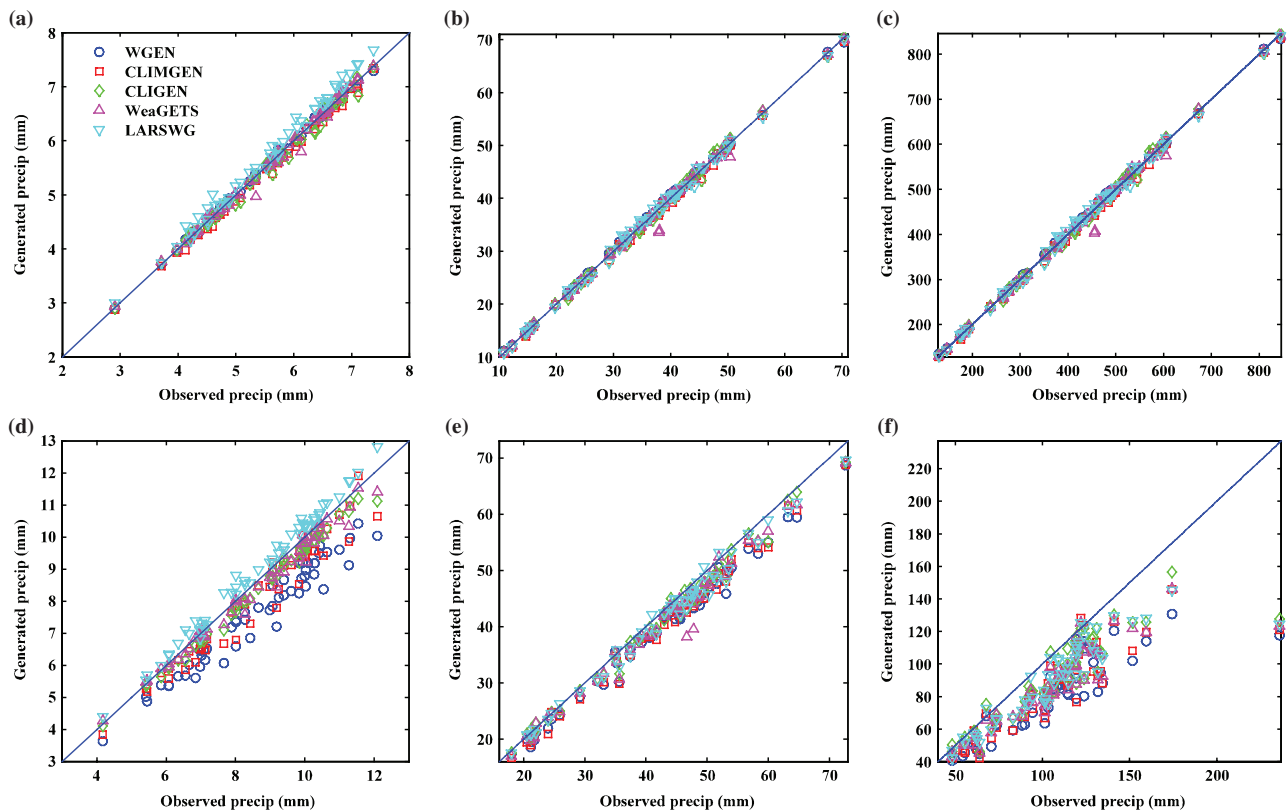 (a)
8
7
6
5
4
3
2
Generated precip (mm)
WGEN
CLIMGEN
CLIGEN
WeaGETS
LARSWG
2 3 4 5 6 7 8
Observed precip (mm)
(b)
70
60
50
40
30
20
10
Generated precip (mm)
10 20 30 40 50 60 70
Observed precip (mm)
(c)
800
700
600
500
400
300
200
Generated precip (mm)
200 300 400 500 600 700 800
Observed precip (mm)
(d)
13
12
11
10
9
8
7
6
5
4
3
Generated precip (mm)
4 6 8 10 12
Observed precip (mm)
(e)
70
60
50
40
30
20
Generated precip (mm)
20 30 40 50 60 70
Observed precip (mm)
(f)
220
200
180
160
140
120
100
80
60
40
Generated precip (mm)
50 100 150 200
Observed precip (mm)